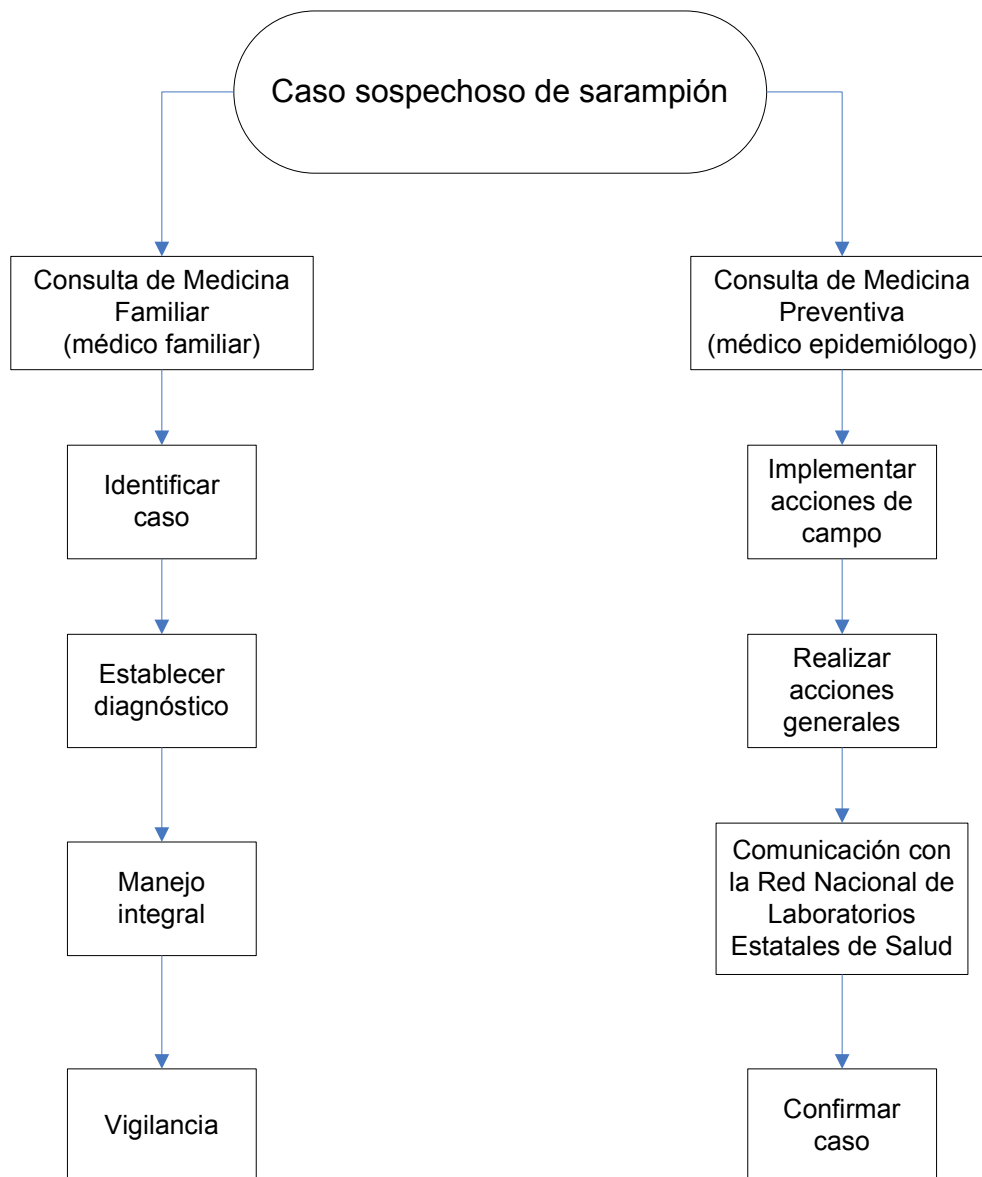 Caso sospechoso de sarampión
Consulta de Medicina
Familiar
(médico familiar)
Identificar
caso
Establecer
diagnóstico
Manejo
integral
Vigilancia
Consulta de Medicina
Preventiva
(médico epidemiólogo)
Implementar
acciones de
campo
Realizar
acciones
generales
Comunicación con
la Red Nacional de
Laboratorios
Estatales de Salud
Confirmar
caso